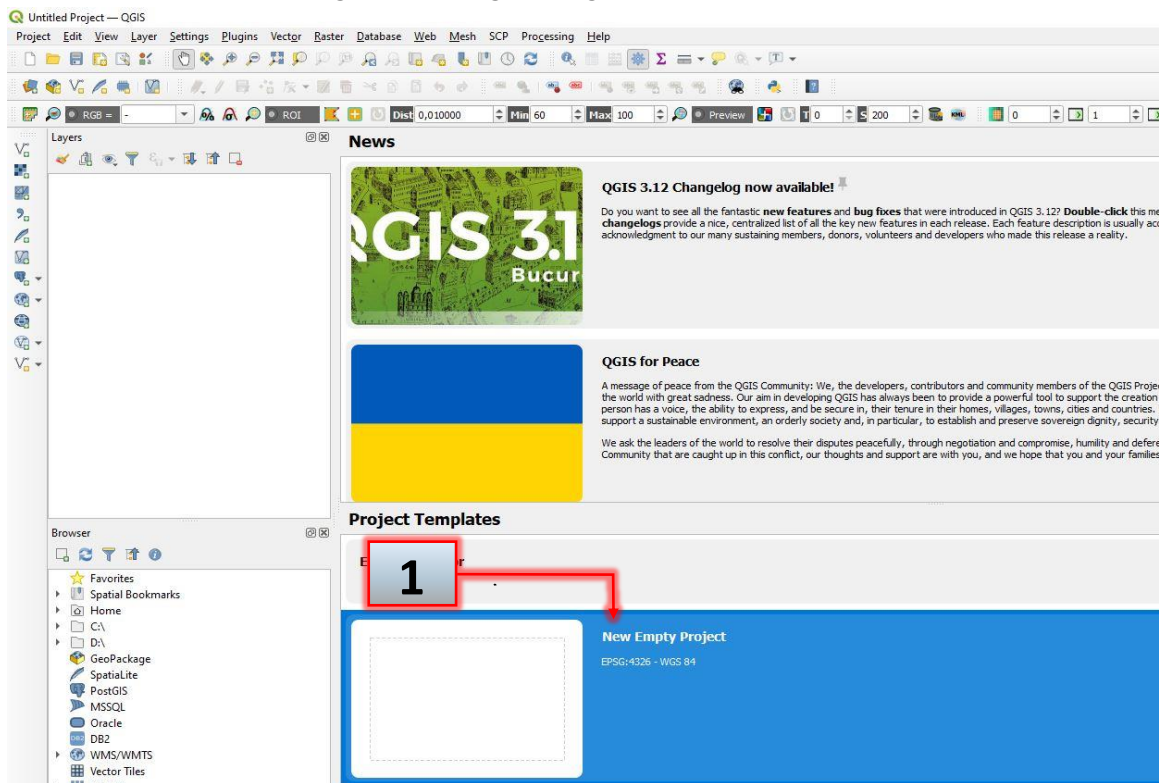 Untitled Project — QGIS
Project Edit View Layer Settings Plugins Vector Raster Database Web Mesh SCP Processing Help
RGB = - ROI Dist 0,010000 Min 60 Max 100 Preview T 0 S 200 KML 0 1
Layers
News
QGIS 3.1
Bucur
QGIS 3.12 Changelog now available!
Do you want to see all the fantastic new features and bug fixes that were introduced in QGIS 3.12? Double-click this me
changelogs provide a nice, centralized list of all the key new features in each release. Each feature description is usually acc
acknowledgment to our many sustaining members, donors, volunteers and developers who made this release a reality.
QGIS for Peace
A message of peace from the QGIS Community: We, the developers, contributors and community members of the QGIS Projec
the world with great sadness. Our aim in developing QGIS has always been to provide a powerful tool to support the creation
person has a voice, the ability to express, and be secure in, their tenure in their homes, villages, towns, cities and countries.
support a sustainable environment, an orderly society and, in particular, to establish and preserve sovereign dignity, security
We ask the leaders of the world to resolve their disputes peacefully, through negotiation and compromise, humility and defere
Community that are caught up in this conflict, our thoughts and support are with you, and we hope that you and your families
Browser
Favorites
Spatial Bookmarks
Home
C:\
D:\
GeoPackage
SpatiaLite
PostGIS
MSSQL
Oracle
DB2
WMS/WMTS
Vector Tiles
Project Templates
1
New Empty Project
EPSG:4326 - WGS 84